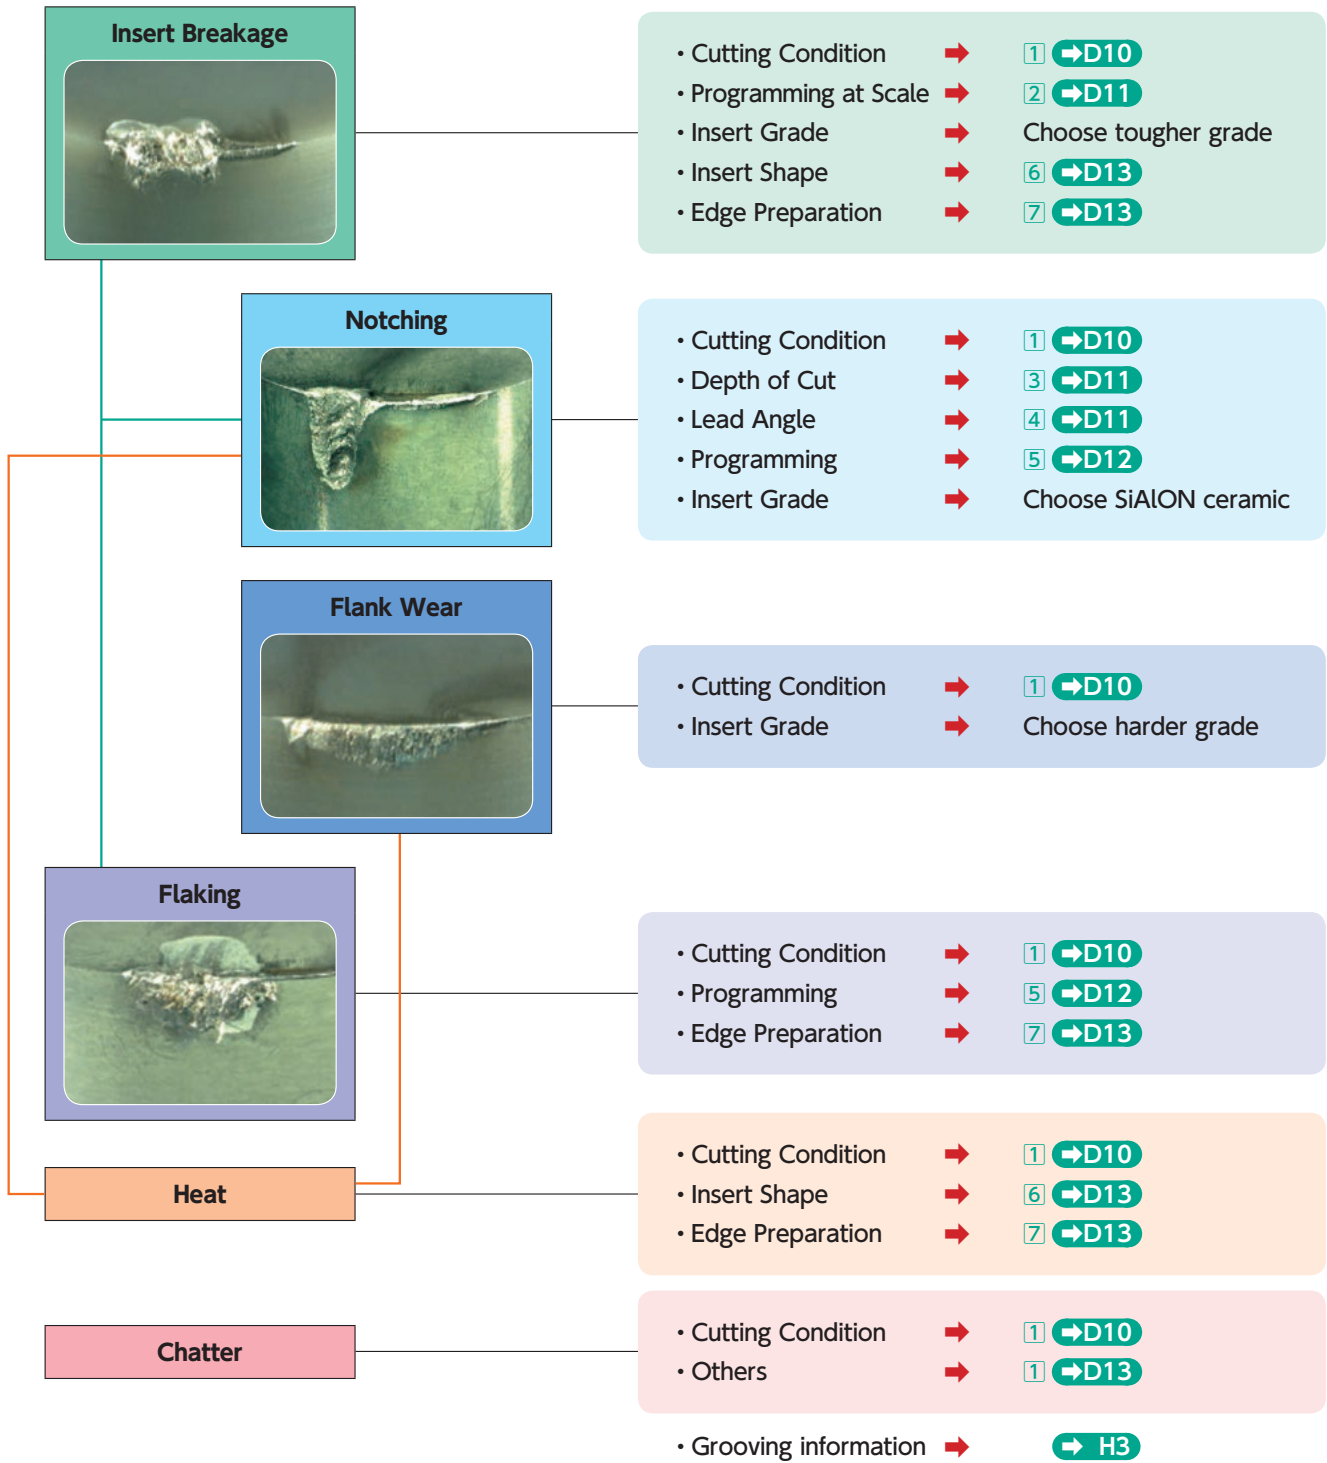 Insert Breakage
• Cutting Condition ➡ 1 ➡D10
• Programming at Scale ➡ 2 ➡D11
• Insert Grade ➡ Choose tougher grade
• Insert Shape ➡ 6 ➡D13
• Edge Preparation ➡ 7 ➡D13
Notching
• Cutting Condition ➡ 1 ➡D10
• Depth of Cut ➡ 3 ➡D11
• Lead Angle ➡ 4 ➡D11
• Programming ➡ 5 ➡D12
• Insert Grade ➡ Choose SiAlON ceramic
Flank Wear
• Cutting Condition ➡ 1 ➡D10
• Insert Grade ➡ Choose harder grade
Flaking
• Cutting Condition ➡ 1 ➡D10
• Programming ➡ 5 ➡D12
• Edge Preparation ➡ 7 ➡D13
Heat
• Cutting Condition ➡ 1 ➡D10
• Insert Shape ➡ 6 ➡D13
• Edge Preparation ➡ 7 ➡D13
Chatter
• Cutting Condition ➡ 1 ➡D10
• Others ➡ 1 ➡D13
• Grooving information ➡ ➡ H3